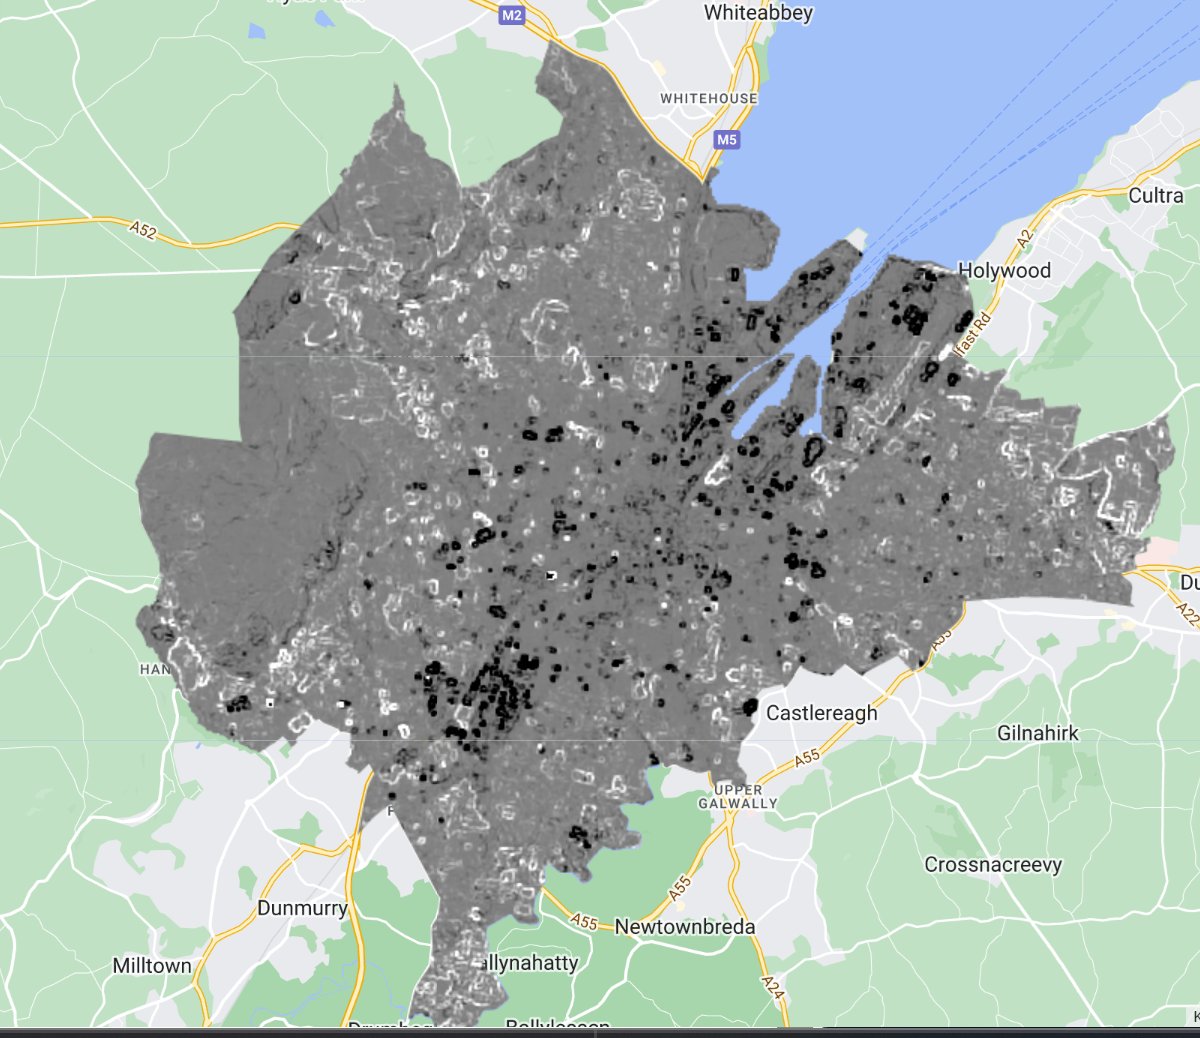 M2
Whiteabbey
WHITEHOUSE
M5
Cultra
A52
A2
Holywood
lfast Rd
Du
A22
A55
HAN
Castlereagh
Gilnahirk
A55
UPPER
GALWALLY
Crossnacreevy
A55
Dunmurry
A55
Newtownbreda
Milltown
allynahatty
A24
K